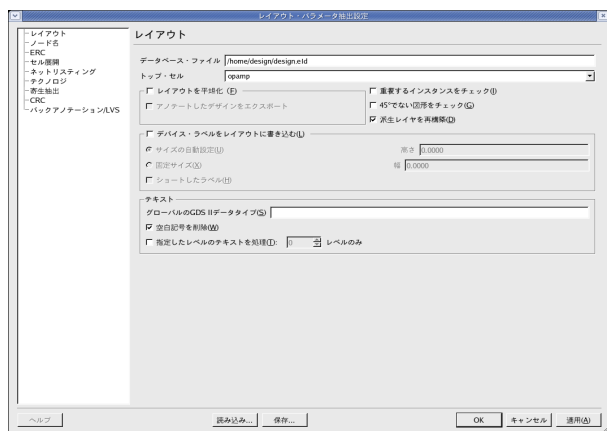 レイアウト・パラメータ抽出設定
レイアウト
ノード名
ERC
セル展開
ネットリスティング
テクノロジ
寄生抽出
CRC
バックアノテーション/LVS
レイアウト
データベース・ファイル /home/design/design.eld
トップ・セル opamp
レイアウトを平坦化 (F)
アノテートしたデザインをエクスポート
重複するインスタンスをチェック(I)
45°でない図形をチェック(G)
派生レイヤを再構築(D)
デバイス・ラベルをレイアウトに書き込む(L)
サイズの自動設定(U) 高さ 0.0000
固定サイズ(X) 幅 0.0000
ショートしたラベル(H)
テキスト
グローバルのGDS IIデータタイプ(S)
空白記号を削除(W)
指定したレベルのテキストを処理(T): 0 レベルのみ
ヘルプ 読み込み... 保存... OK キャンセル 適用(A)